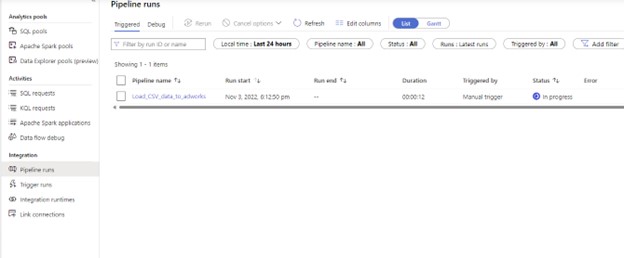 Pipeline runs
Analytics pools
SQL pools
Apache Spark pools
Data Explorer pools (preview)
Activities
SQL requests
KQL requests
Apache Spark applications
Data flow debug
Integration
Pipeline runs
Trigger runs
Integration runtimes
Link connections
Triggered Debug Rerun Cancel options Refresh Edit columns List Gantt
Filter by run ID or name Local time : Last 24 hours Pipeline name : All Status : All Runs : Latest runs Triggered by : All Add filter
Showing 1 - 1 items
Pipeline name Run start Run end Duration Triggered by Status Error
Load_CSV_data_to_adworks Nov 3, 2022, 6:12:50 pm -- 00:00:12 Manual trigger In progress